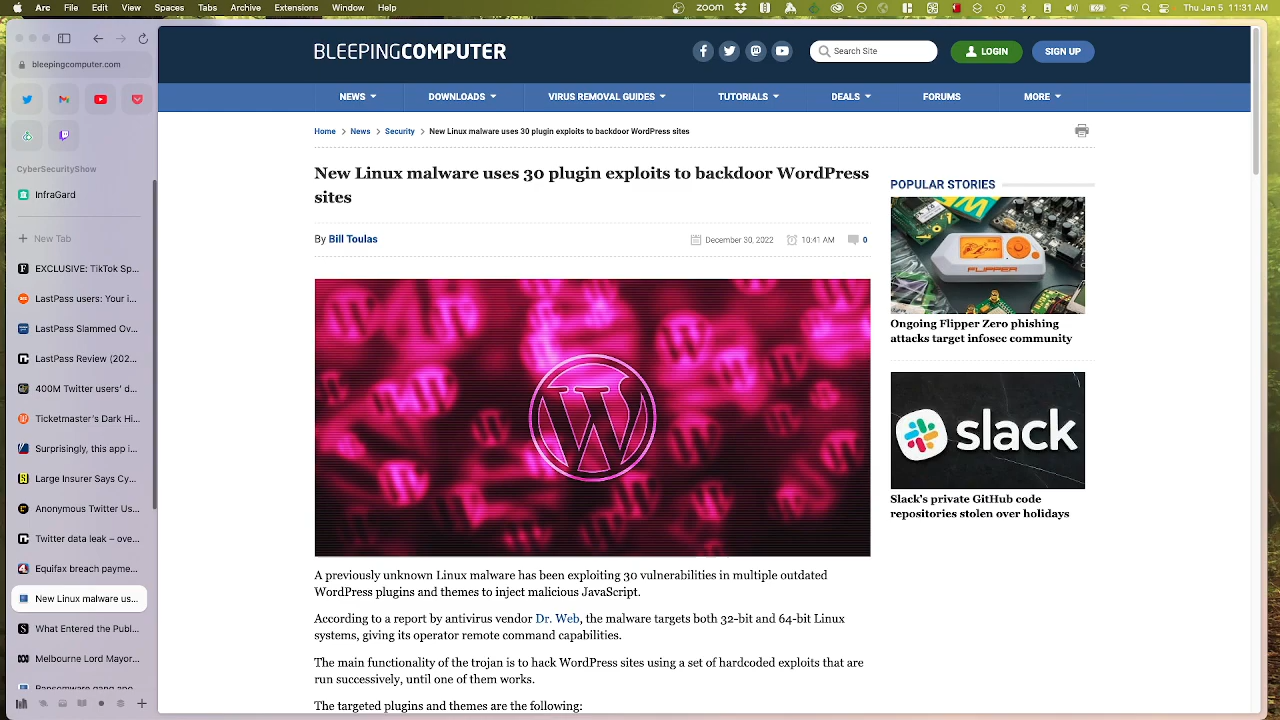 Arc File Edit View Spaces Tabs Archive Extensions Window Help
ZOOM
Thu Jan 5 11:31 AM
bleepingcomputer.com
CyberSecurityShow
InfraGard
New Tab
EXCLUSIVE: TikTok Sp...
LastPass users: Your i...
LastPass Slammed Ov...
LastPass Review (202...
400M Twitter users' d...
Ticketmaster's Dark Hi...
Surprisingly, this app i...
Large Insurer Says Cy...
Anonymous Twitter Us...
Twitter data leak – ove...
Equifax breach payme...
New Linux malware us...
What Entered the Publ...
Melbourne Lord Mayor...
Ransomware gang ap...
BLEEPINGCOMPUTER
Search Site
LOGIN
SIGN UP
NEWS DOWNLOADS VIRUS REMOVAL GUIDES TUTORIALS DEALS FORUMS MORE
Home > News > Security > New Linux malware uses 30 plugin exploits to backdoor WordPress sites
New Linux malware uses 30 plugin exploits to backdoor WordPress
sites
By Bill Toulas
December 30, 2022 10:41 AM 0
A previously unknown Linux malware has been exploiting 30 vulnerabilities in multiple outdated
WordPress plugins and themes to inject malicious JavaScript.
According to a report by antivirus vendor Dr. Web, the malware targets both 32-bit and 64-bit Linux
systems, giving its operator remote command capabilities.
The main functionality of the trojan is to hack WordPress sites using a set of hardcoded exploits that are
run successively, until one of them works.
The targeted plugins and themes are the following:
POPULAR STORIES
FLIPPER
Ongoing Flipper Zero phishing
attacks target infosec community
slack
Slack's private GitHub code
repositories stolen over holidays